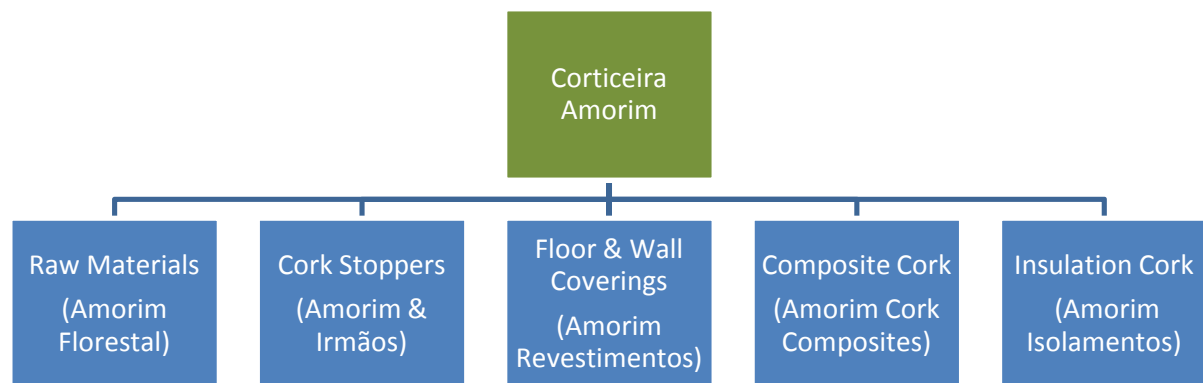 Corticeira
Amorim
Raw Materials
(Amorim
Florestal)
Cork Stoppers
(Amorim &
Irmãos)
Floor & Wall
Coverings
(Amorim
Revestimentos)
Composite Cork
(Amorim Cork
Composites)
Insulation Cork
(Amorim
Isolamentos)